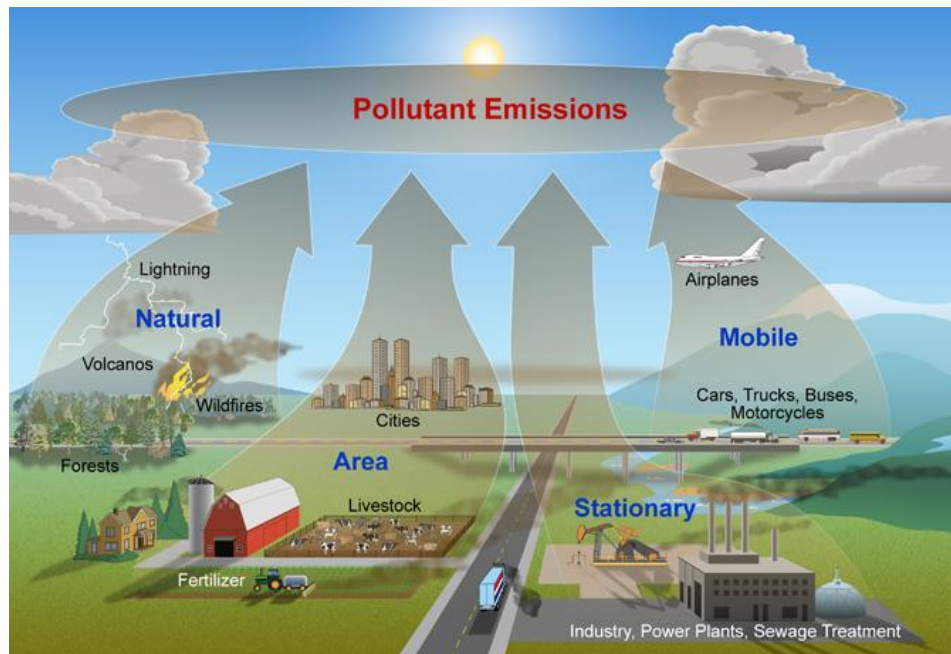 Pollutant Emissions
Lightning
Natural
Volcanos
Wildfires
Forests
Airplanes
Mobile
Cars, Trucks, Buses,
Motorcycles
Cities
Area
Livestock
Fertilizer
Stationary
Industry, Power Plants, Sewage Treatment